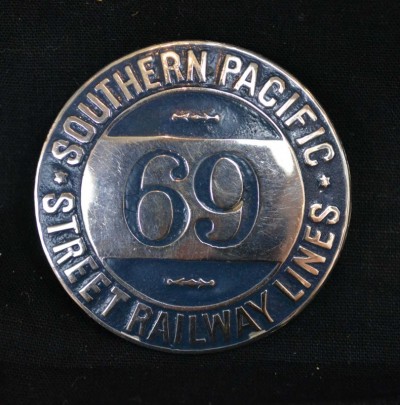 SOUTHERN PACIFIC
69
STREET RAILWAY LINES